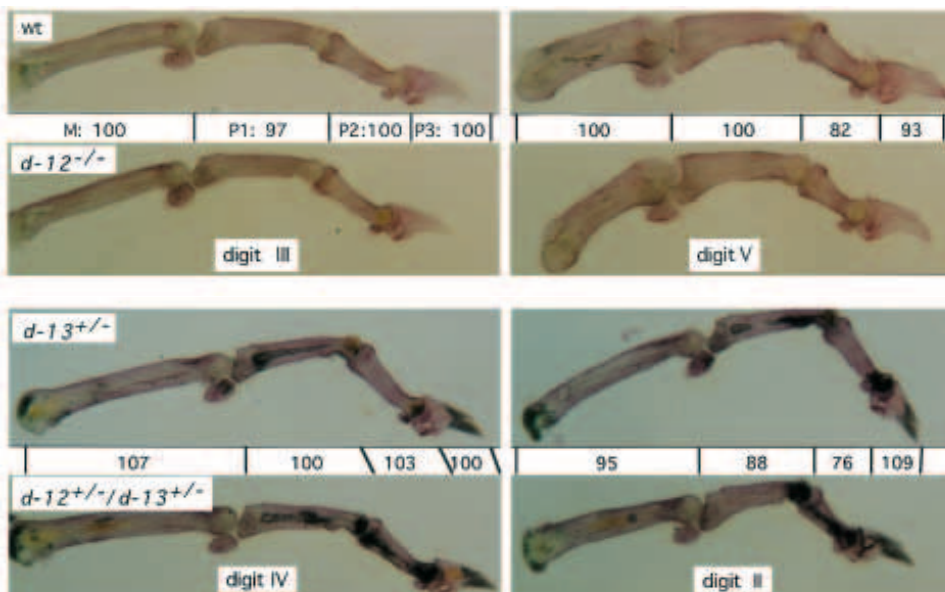 wt
M: 100 P1: 97 P2:100 P3: 100
100 100 82 93
d-12-/-
digit III
digit V
d-13+/-
107 100 103 100
95 88 76 109
d-12+/-/d-13+/-
digit IV
digit II